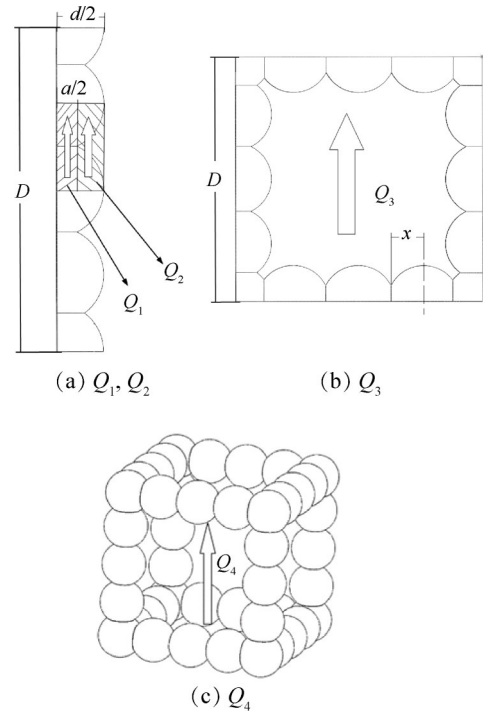 d/2
a/2
D
Q₂
Q₁
(a) Q₁, Q₂
D
Q₃
x
(b) Q₃
Q₄
(c) Q₄